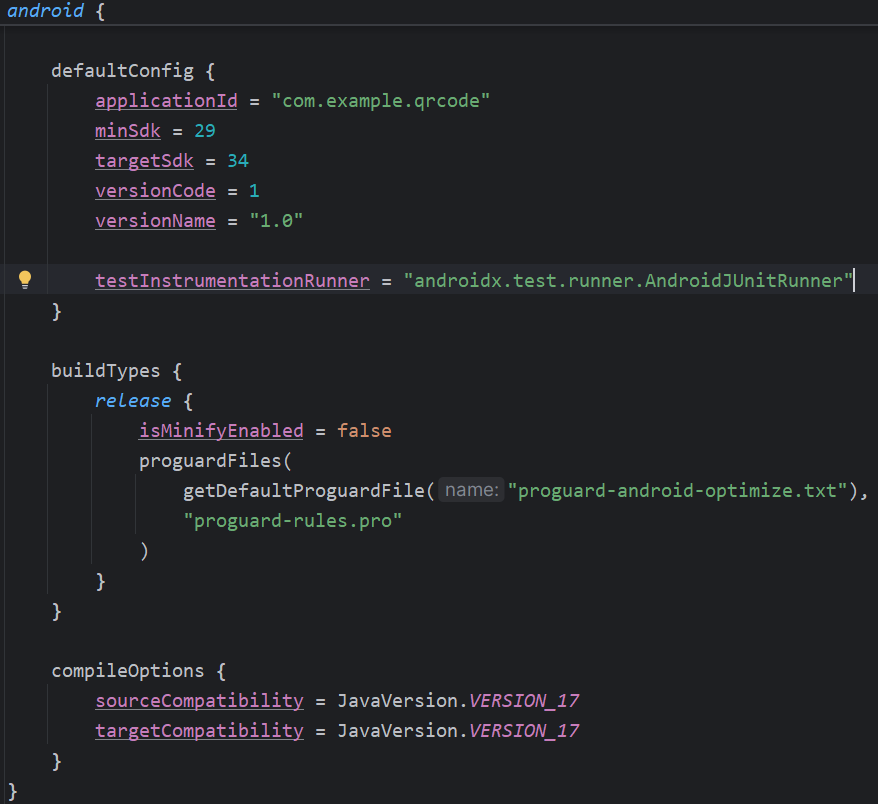 android {
defaultConfig {
applicationId = "com.example.qrcode"
minSdk = 29
targetSdk = 34
versionCode = 1
versionName = "1.0"
testInstrumentationRunner = "androidx.test.runner.AndroidJUnitRunner"
}
buildTypes {
release {
isMinifyEnabled = false
proguardFiles(
getDefaultProguardFile( name: "proguard-android-optimize.txt"),
"proguard-rules.pro"
)
}
}
compileOptions {
sourceCompatibility = JavaVersion.VERSION_17
targetCompatibility = JavaVersion.VERSION_17
}
}